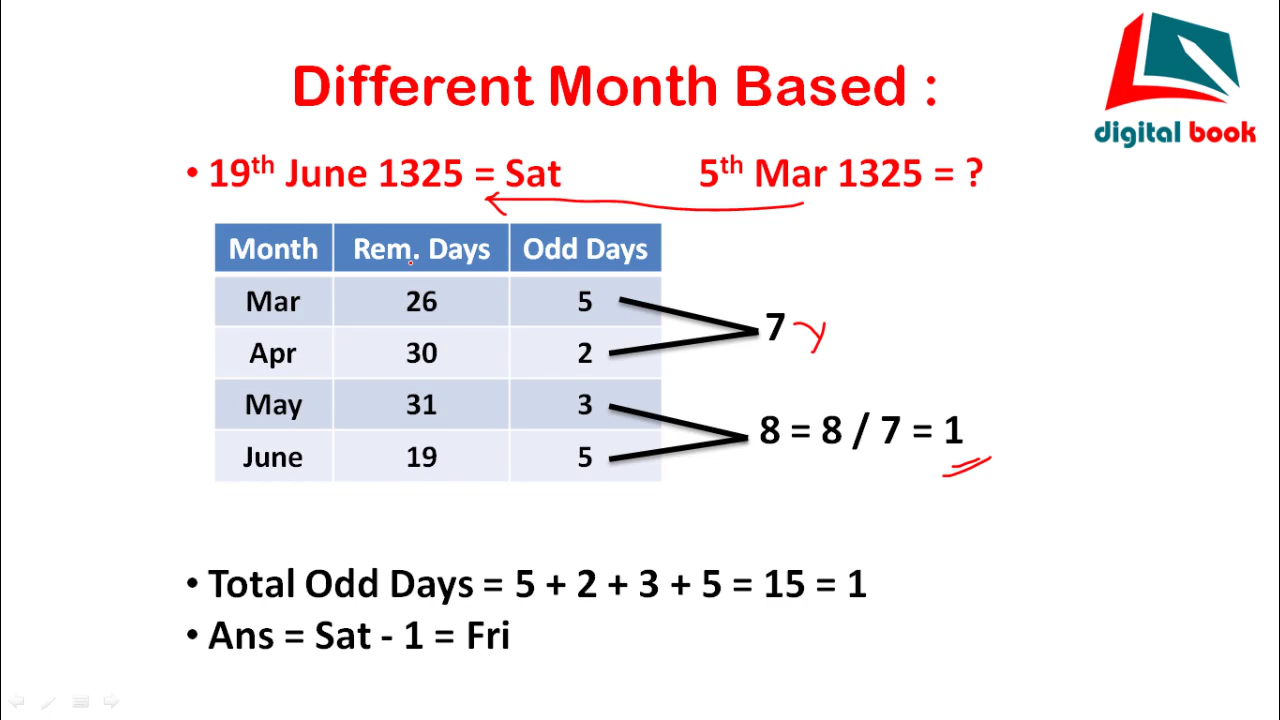 Different Month Based :
digital book
• 19th June 1325 = Sat 5th Mar 1325 = ?
Month Rem. Days Odd Days
Mar 26 5
7
Apr 30 2
May 31 3
8 = 8 / 7 = 1
June 19 5
• Total Odd Days = 5 + 2 + 3 + 5 = 15 = 1
• Ans = Sat - 1 = Fri